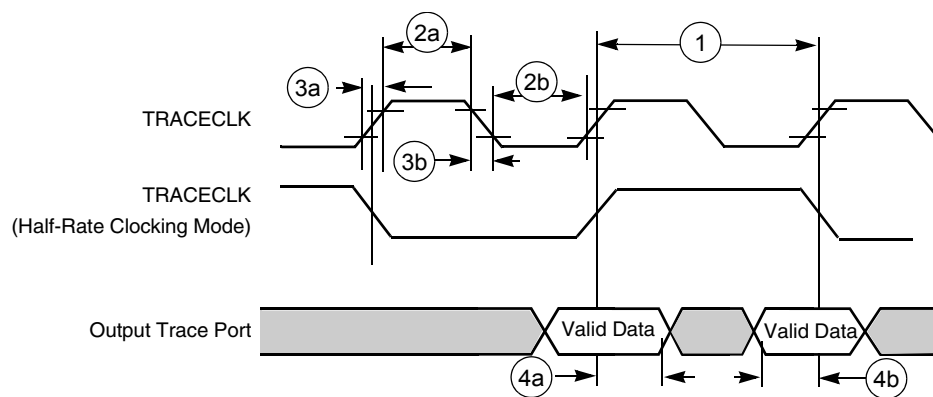 2a
1
3a
2b
TRACECLK
3b
TRACECLK
(Half-Rate Clocking Mode)
Output Trace Port
Valid Data
Valid Data
4a
4b